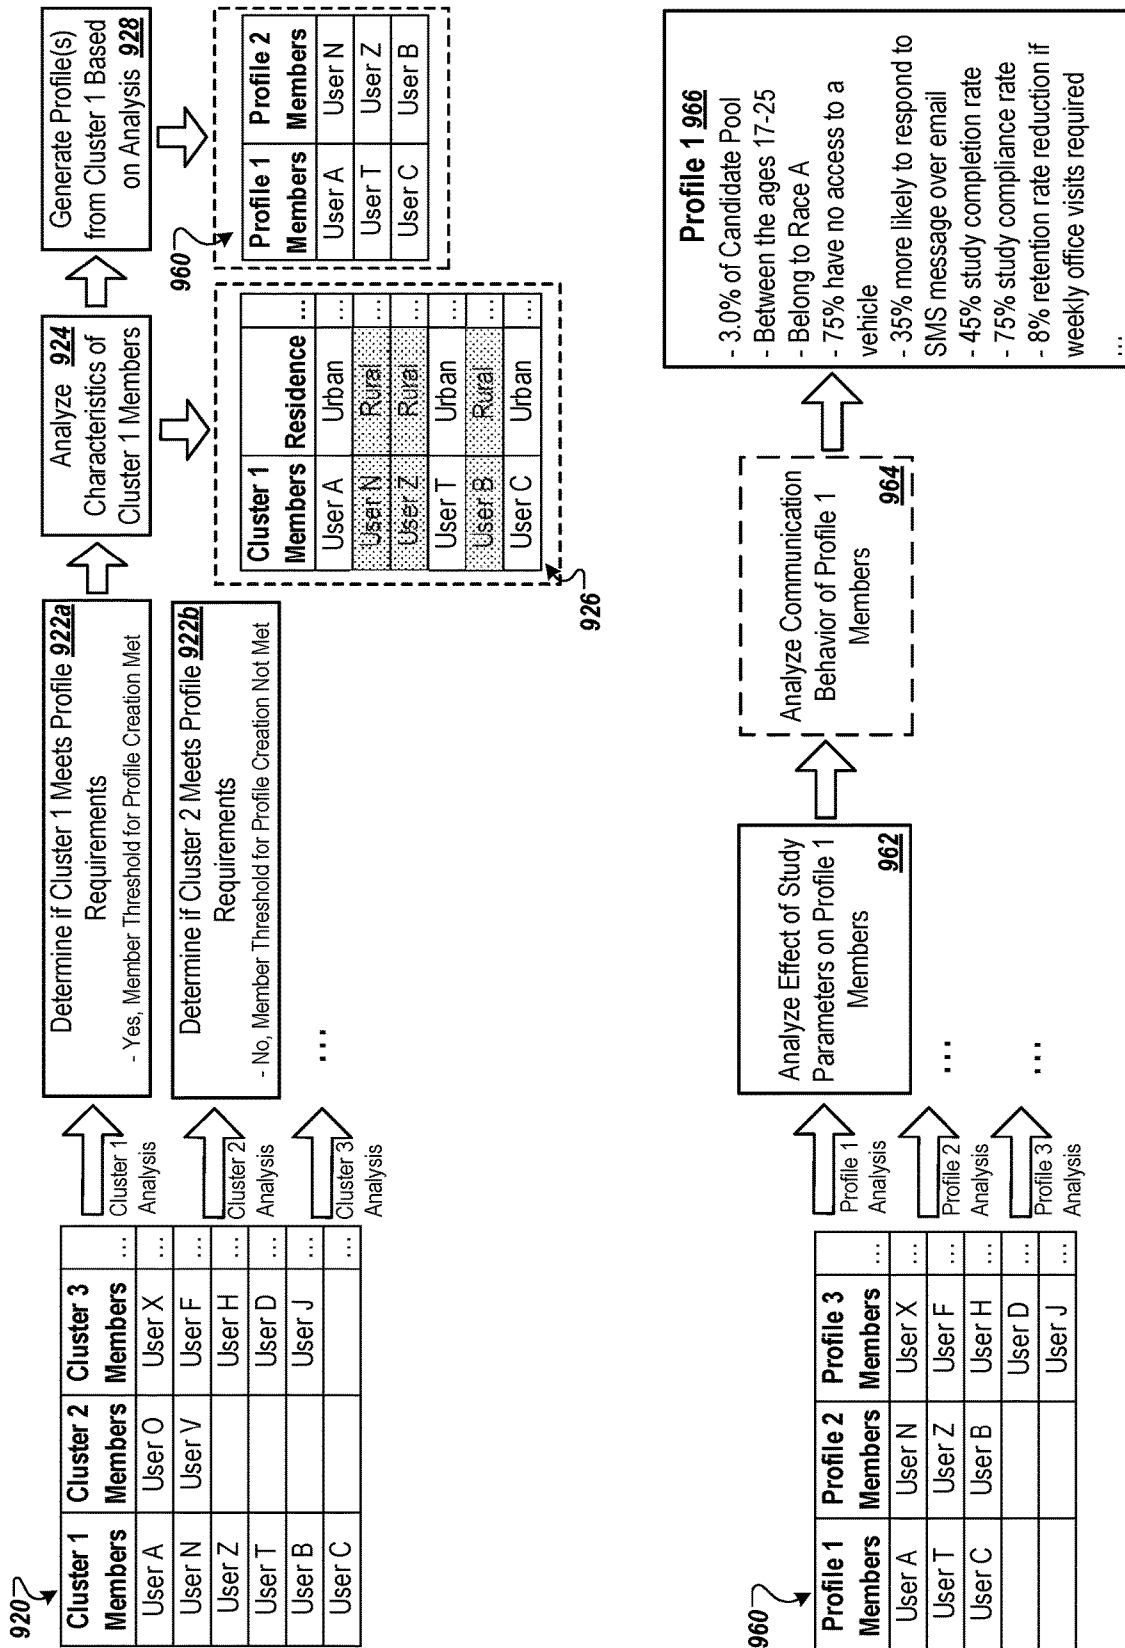 920
Cluster 1 Cluster 2 Cluster 3
Members Members Members ...
User A User O User X ...
User N User V User F ...
User Z User H ...
User T User D ...
User B User J ...
User C
Cluster 1
Analysis
Cluster 2
Analysis
Cluster 3
Analysis
Determine if Cluster 1 Meets Profile 922a
Requirements
- Yes, Member Threshold for Profile Creation Met
Determine if Cluster 2 Meets Profile 922b
Requirements
- No, Member Threshold for Profile Creation Not Met
...
Analyze 924
Characteristics of
Cluster 1 Members
Cluster 1
Members Residence ...
User A Urban ...
User N Rural ...
User Z Rural ...
User T Urban ...
User B Rural ...
User C Urban ...
926
Generate Profile(s)
from Cluster 1 Based
on Analysis 928
960
Profile 1 Profile 2
Members Members
User A User N
User T User Z
User C User B
960
Profile 1 Profile 2 Profile 3
Members Members Members ...
User A User N User X ...
User T User Z User F ...
User C User B User H ...
User D ...
User J ...
Profile 1
Analysis
Profile 2
Analysis
Profile 3
Analysis
Analyze Effect of Study
Parameters on Profile 1
Members
962
...
...
Analyze Communication
Behavior of Profile 1
Members
964
Profile 1 966
- 3.0% of Candidate Pool
- Between the ages 17-25
- Belong to Race A
- 75% have no access to a
vehicle
- 35% more likely to respond to
SMS message over email
- 45% study completion rate
- 75% study compliance rate
- 8% retention rate reduction if
weekly office visits required
...